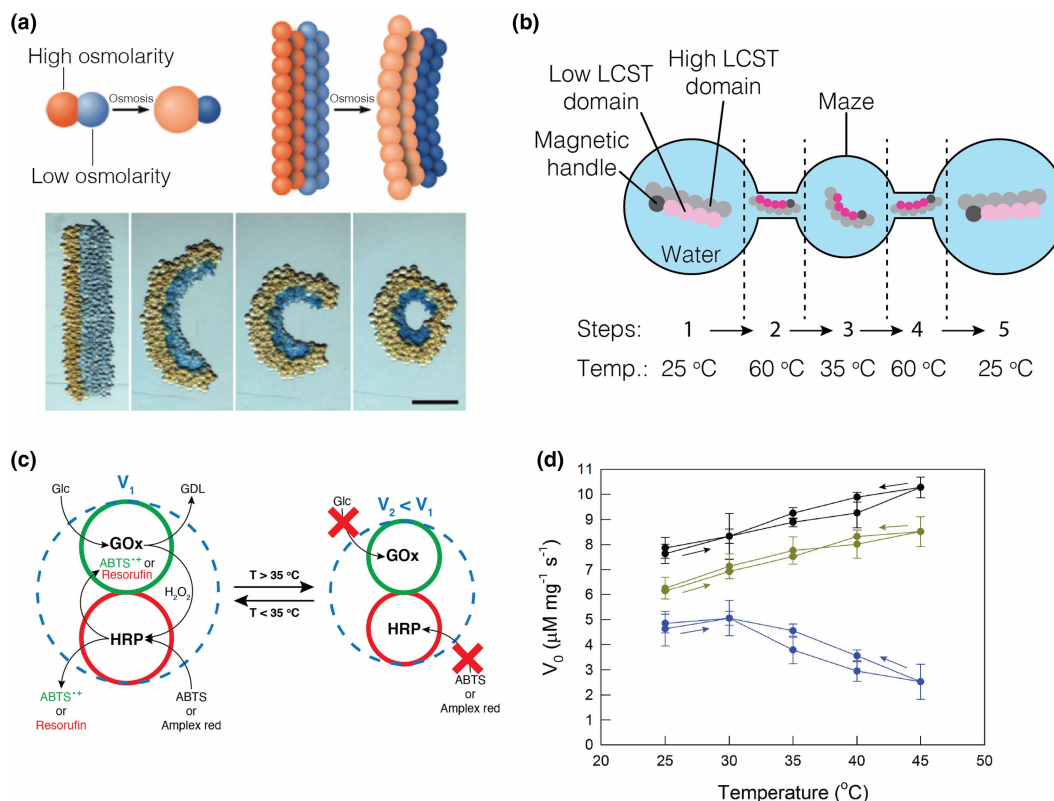 (a)
High osmolarity
Osmosis
Low osmolarity
Osmosis
(b)
Low LCST
domain
High LCST
domain
Magnetic
handle
Maze
Water
Steps: 1 2 3 4 5
Temp.: 25 °C 60 °C 35 °C 60 °C 25 °C
(c)
V₁
Glc
GDL
GOx
ABTS•+ or
Resorufin
H₂O₂
HRP
ABTS•+
or
Resorufin
ABTS
or
Amplex red
T > 35 °C
T < 35 °C
V₂ < V₁
Glc
GOx
HRP
ABTS
or
Amplex red
(d)
V₀ (μM mg⁻¹ s⁻¹)
11
10
9
8
7
6
5
4
3
2
1
0
20 25 30 35 40 45 50
Temperature (°C)